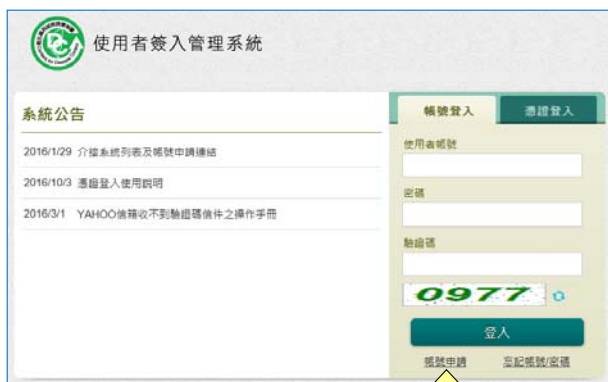 使用者簽入管理系統
系統公告
2016/1/29 介接系統列表及帳號申請連結
2016/10/3 憑證登入使用說明
2016/3/1 YAHOO信箱收不到驗證碼信件之操作手冊
帳號登入 憑證登入
使用者帳號
密碼
驗證碼
0977
登入
帳號申請 忘記帳號/密碼